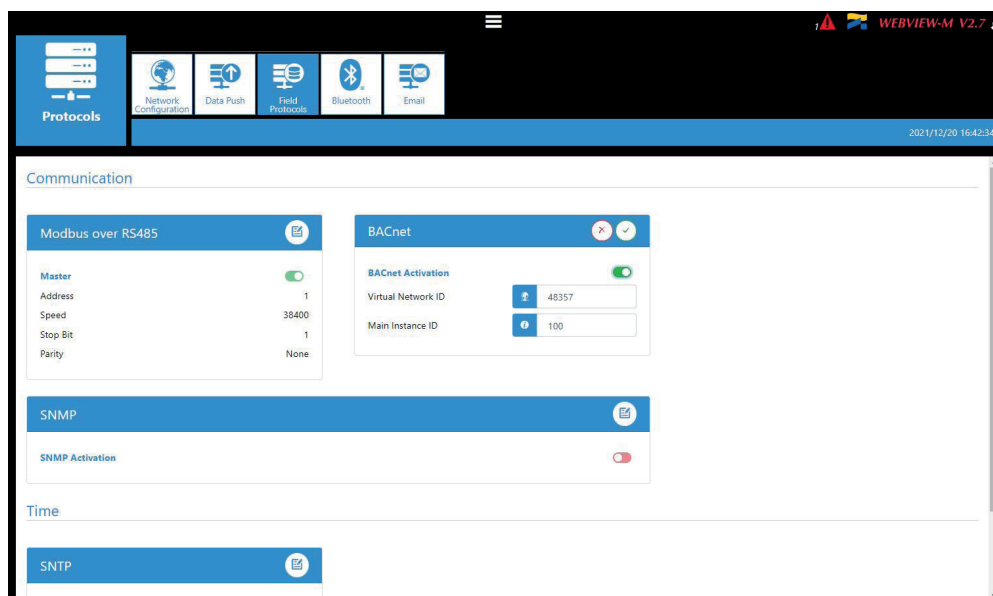 1 WEBVIEW-M V2.7
Protocols
Network Configuration
Data Push
Field Protocols
Bluetooth
Email
2021/12/20 16:42:34
Communication
Modbus over RS485
Master
Address 1
Speed 38400
Stop Bit 1
Parity None
BACnet
BACnet Activation
Virtual Network ID 48357
Main Instance ID 100
SNMP
SNMP Activation
Time
SNTP